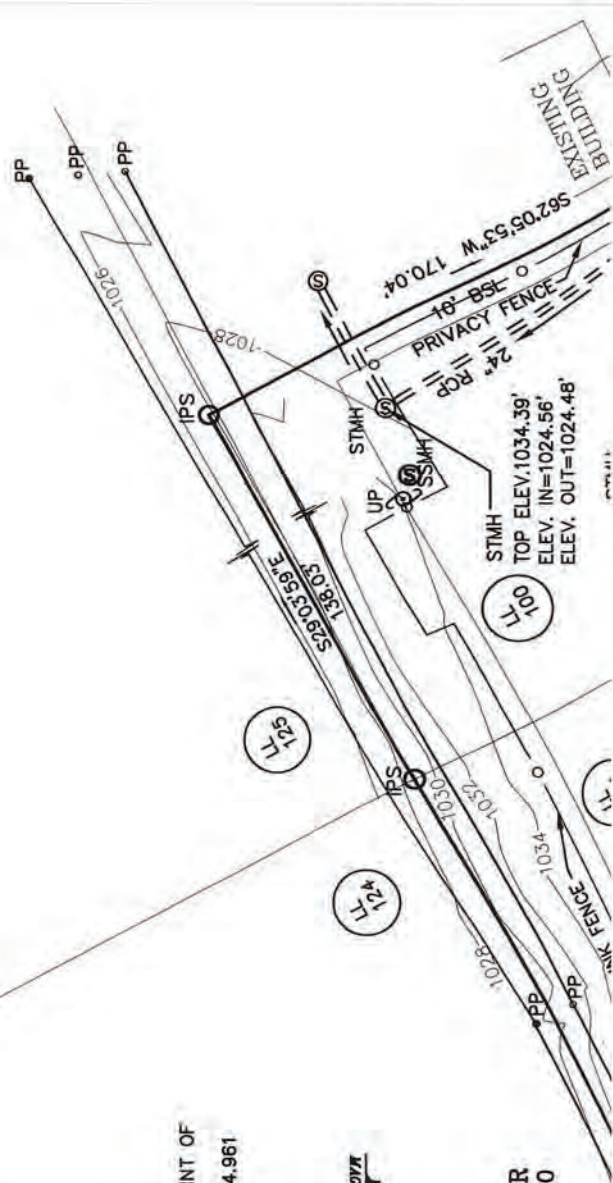 PP
PP
PP
1026
1028
IPS
S29°03'59"E
138.03'
S62°05'53"W 170.04'
10' BSL
PRIVACY FENCE
24" RCP
EXISTING
BUILDING
S
S
STMH
S
SSMH
UP
STMH
TOP ELEV.1034.39'
ELEV. IN=1024.56'
ELEV. OUT=1024.48'
LL
100
LL
125
IPS
1030
1032
1034
LL
124
1028
PP
PP
FENCE
INT OF
4.961
R
0